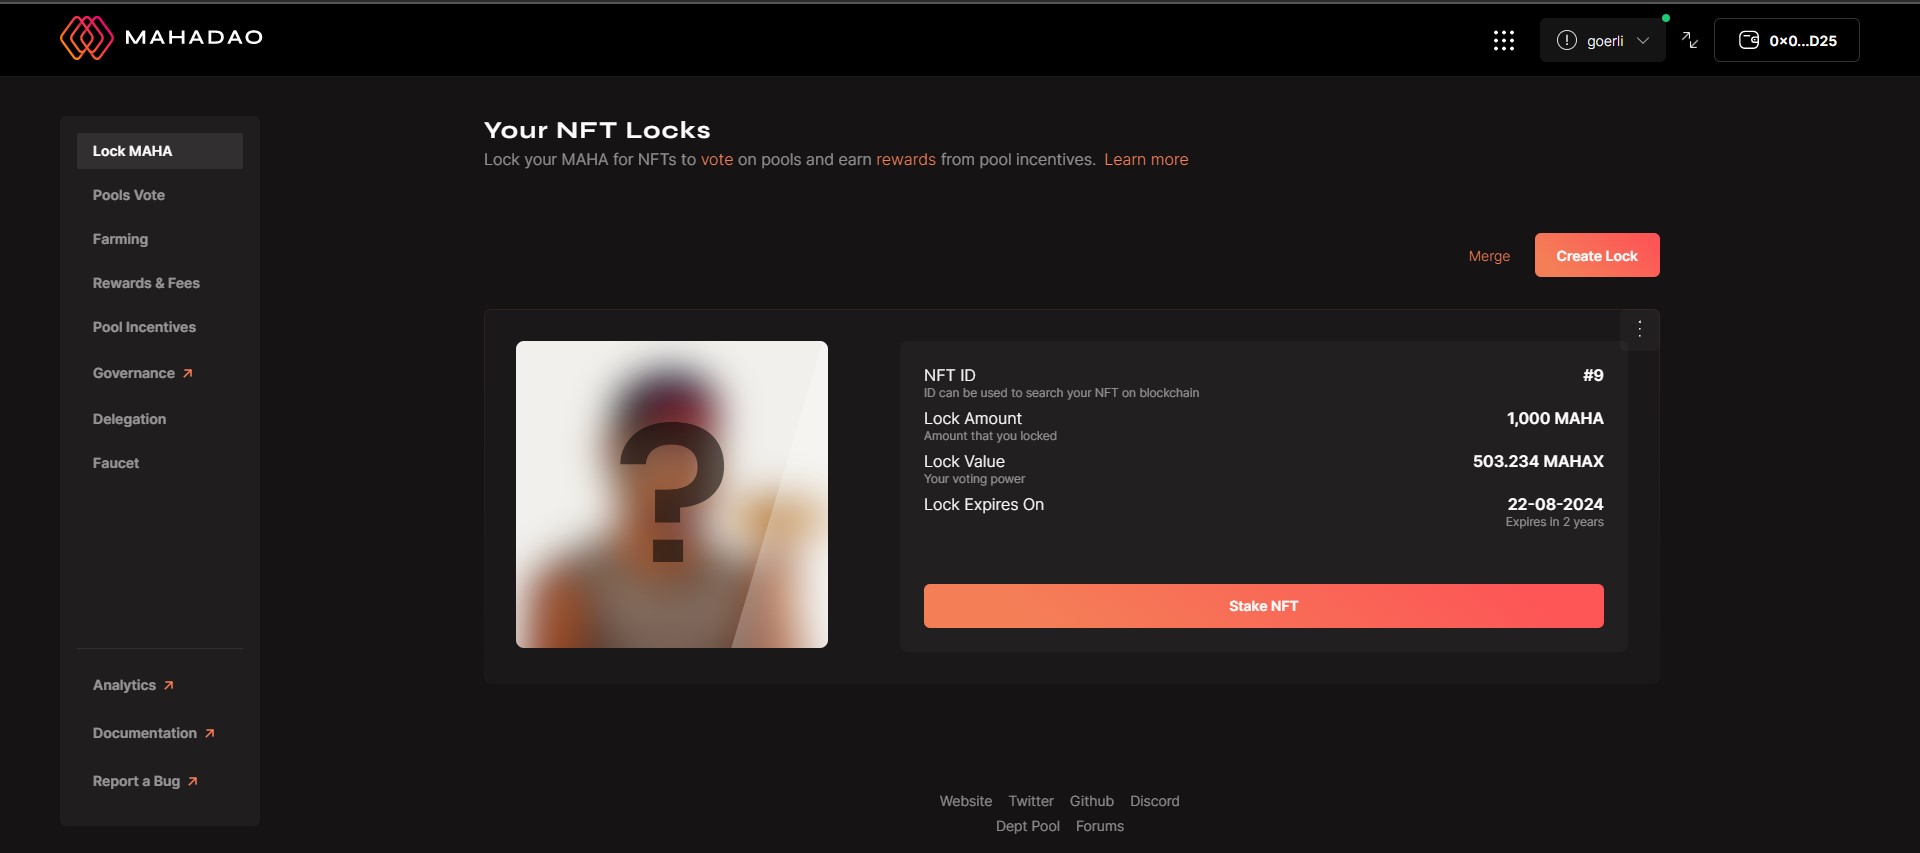 MAHADAO
goerli
0×0...D25
Lock MAHA
Pools Vote
Farming
Rewards & Fees
Pool Incentives
Governance
Delegation
Faucet
Analytics
Documentation
Report a Bug
Your NFT Locks
Lock your MAHA for NFTs to vote on pools and earn rewards from pool incentives. Learn more
Merge
Create Lock
?
NFT ID #9
ID can be used to search your NFT on blockchain
Lock Amount 1,000 MAHA
Amount that you locked
Lock Value 503.234 MAHAX
Your voting power
Lock Expires On 22-08-2024
Expires in 2 years
Stake NFT
Website Twitter Github Discord
Dept Pool Forums